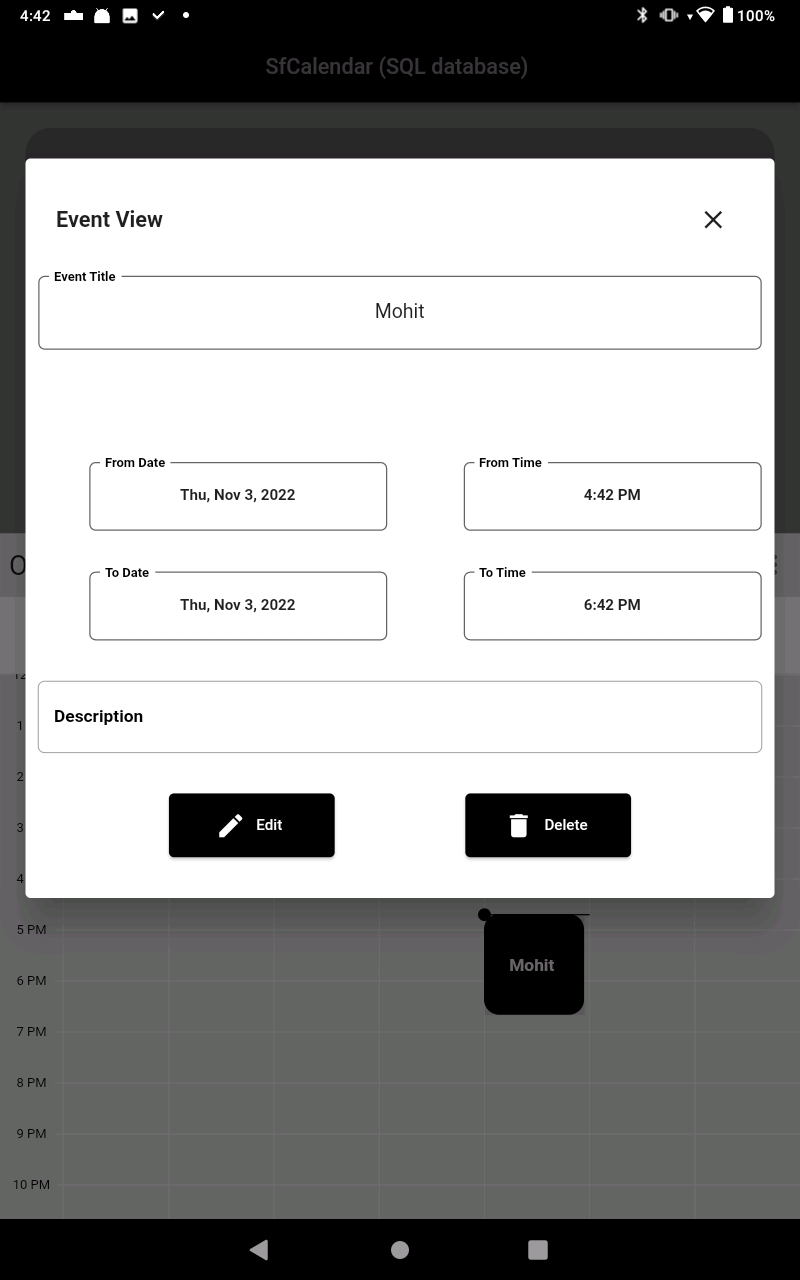 4:42 100%
SfCalendar (SQL database)
Event View
Event Title
Mohit
From Date From Time
Thu, Nov 3, 2022 4:42 PM
O
To Date To Time
Thu, Nov 3, 2022 6:42 PM
1
Description
2
3
Edit Delete
4
5 PM
Mohit
6 PM
7 PM
8 PM
9 PM
10 PM